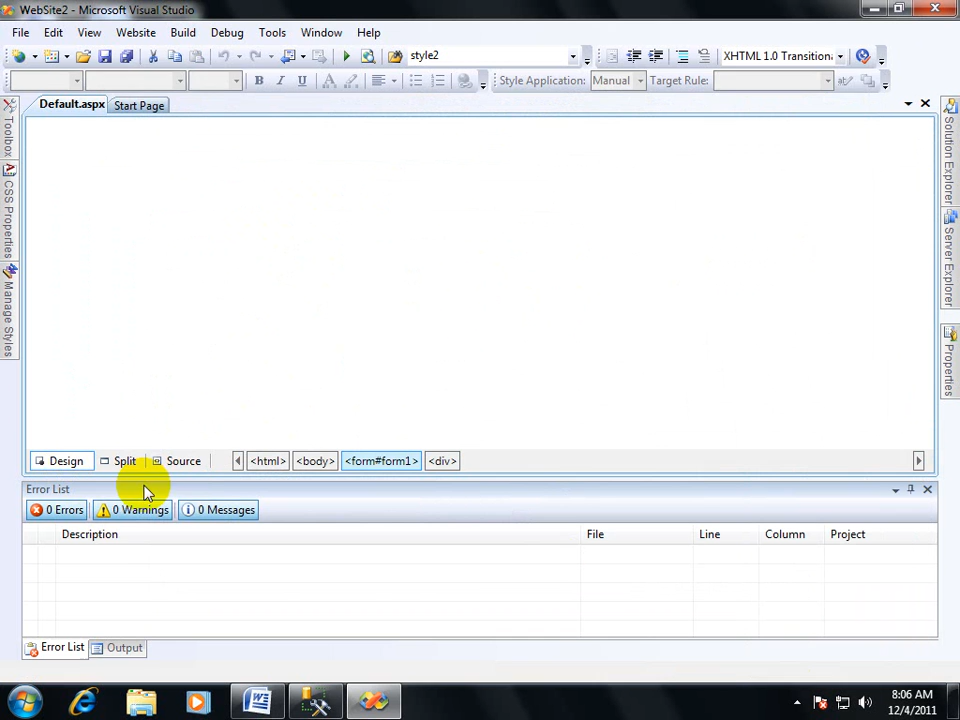 WebSite2 - Microsoft Visual Studio
File Edit View Website Build Debug Tools Window Help
style2 XHTML 1.0 Transition
B I U A Style Application: Manual Target Rule:
Default.aspx Start Page
Toolbox
CSS Properties
Manage Styles
Solution Explorer
Server Explorer
Properties
Design Split Source <html> <body> <form#form1> <div>
Error List
0 Errors 0 Warnings 0 Messages
Description File Line Column Project
Error List Output
8:06 AM
12/4/2011